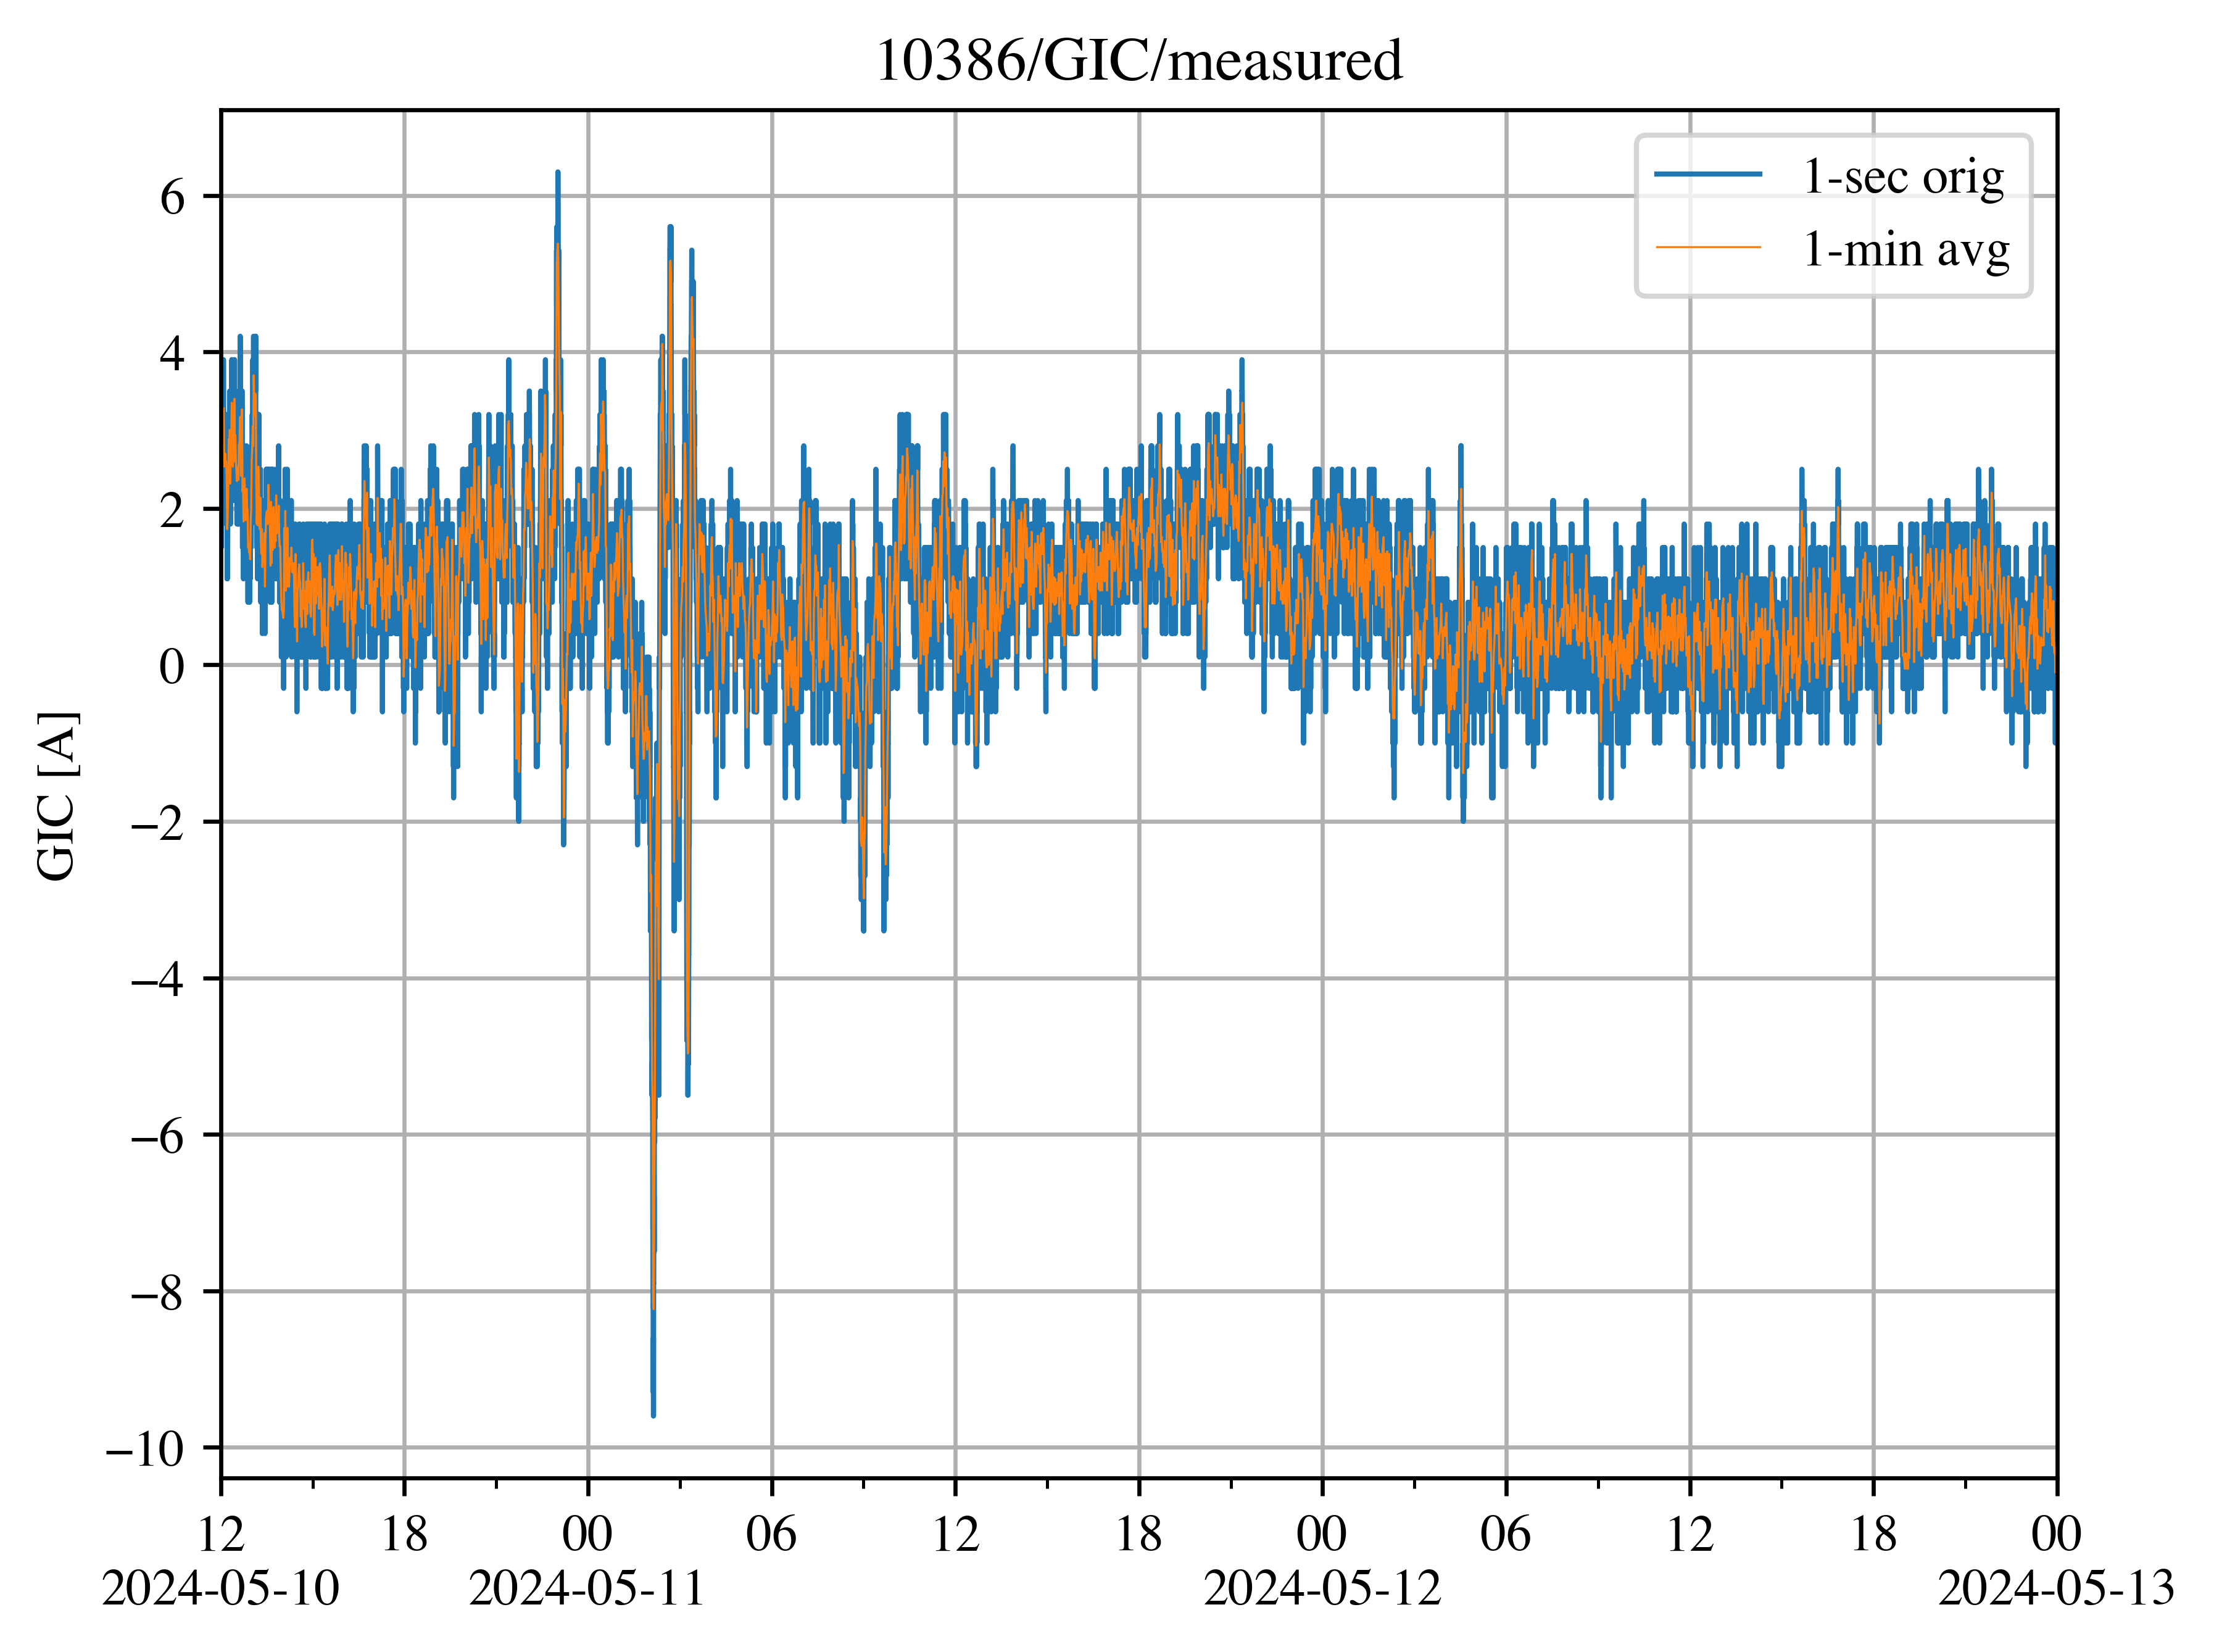 10386/GIC/measured
1-sec orig
1-min avg
GIC [A]
6
4
2
0
−2
−4
−6
−8
−10
12 18 00 06 12 18 00 06 12 18 00
2024-05-10 2024-05-11 2024-05-12 2024-05-13